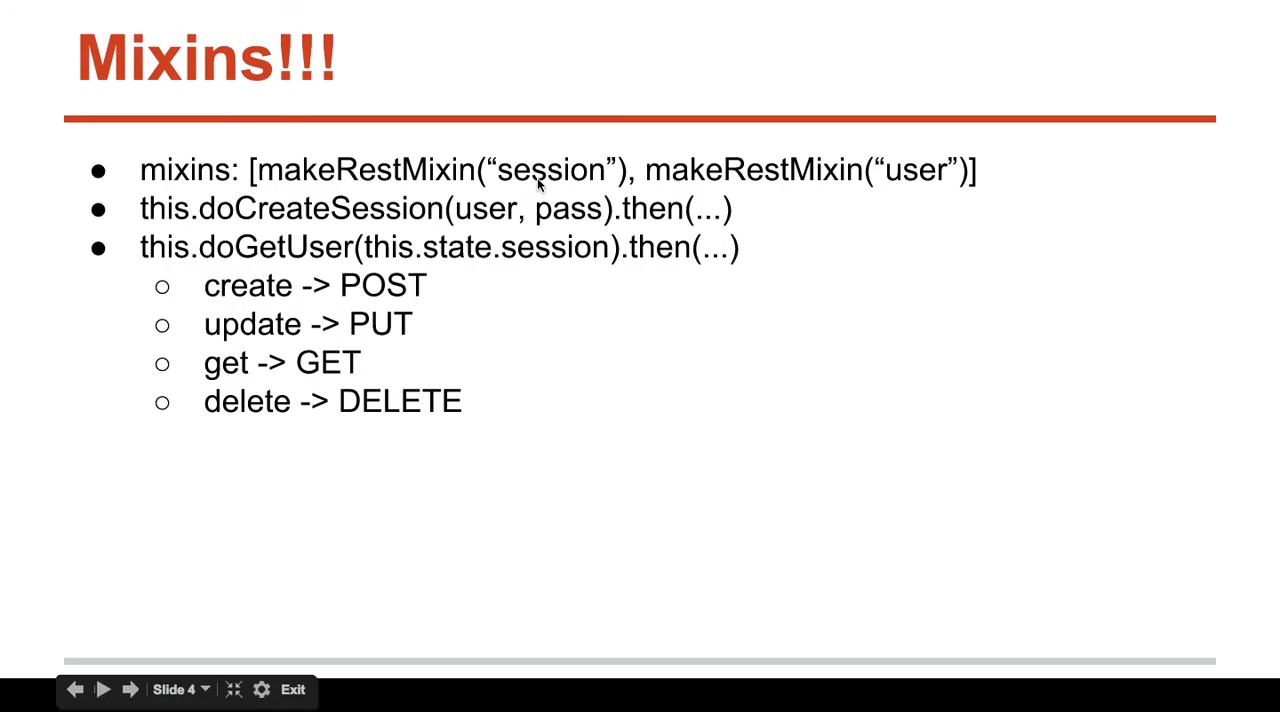 Mixins!!!
● mixins: [makeRestMixin(“session”), makeRestMixin(“user”)]
● this.doCreateSession(user, pass).then(...)
● this.doGetUser(this.state.session).then(...)
○ create -> POST
○ update -> PUT
○ get -> GET
○ delete -> DELETE
Slide 4 Exit